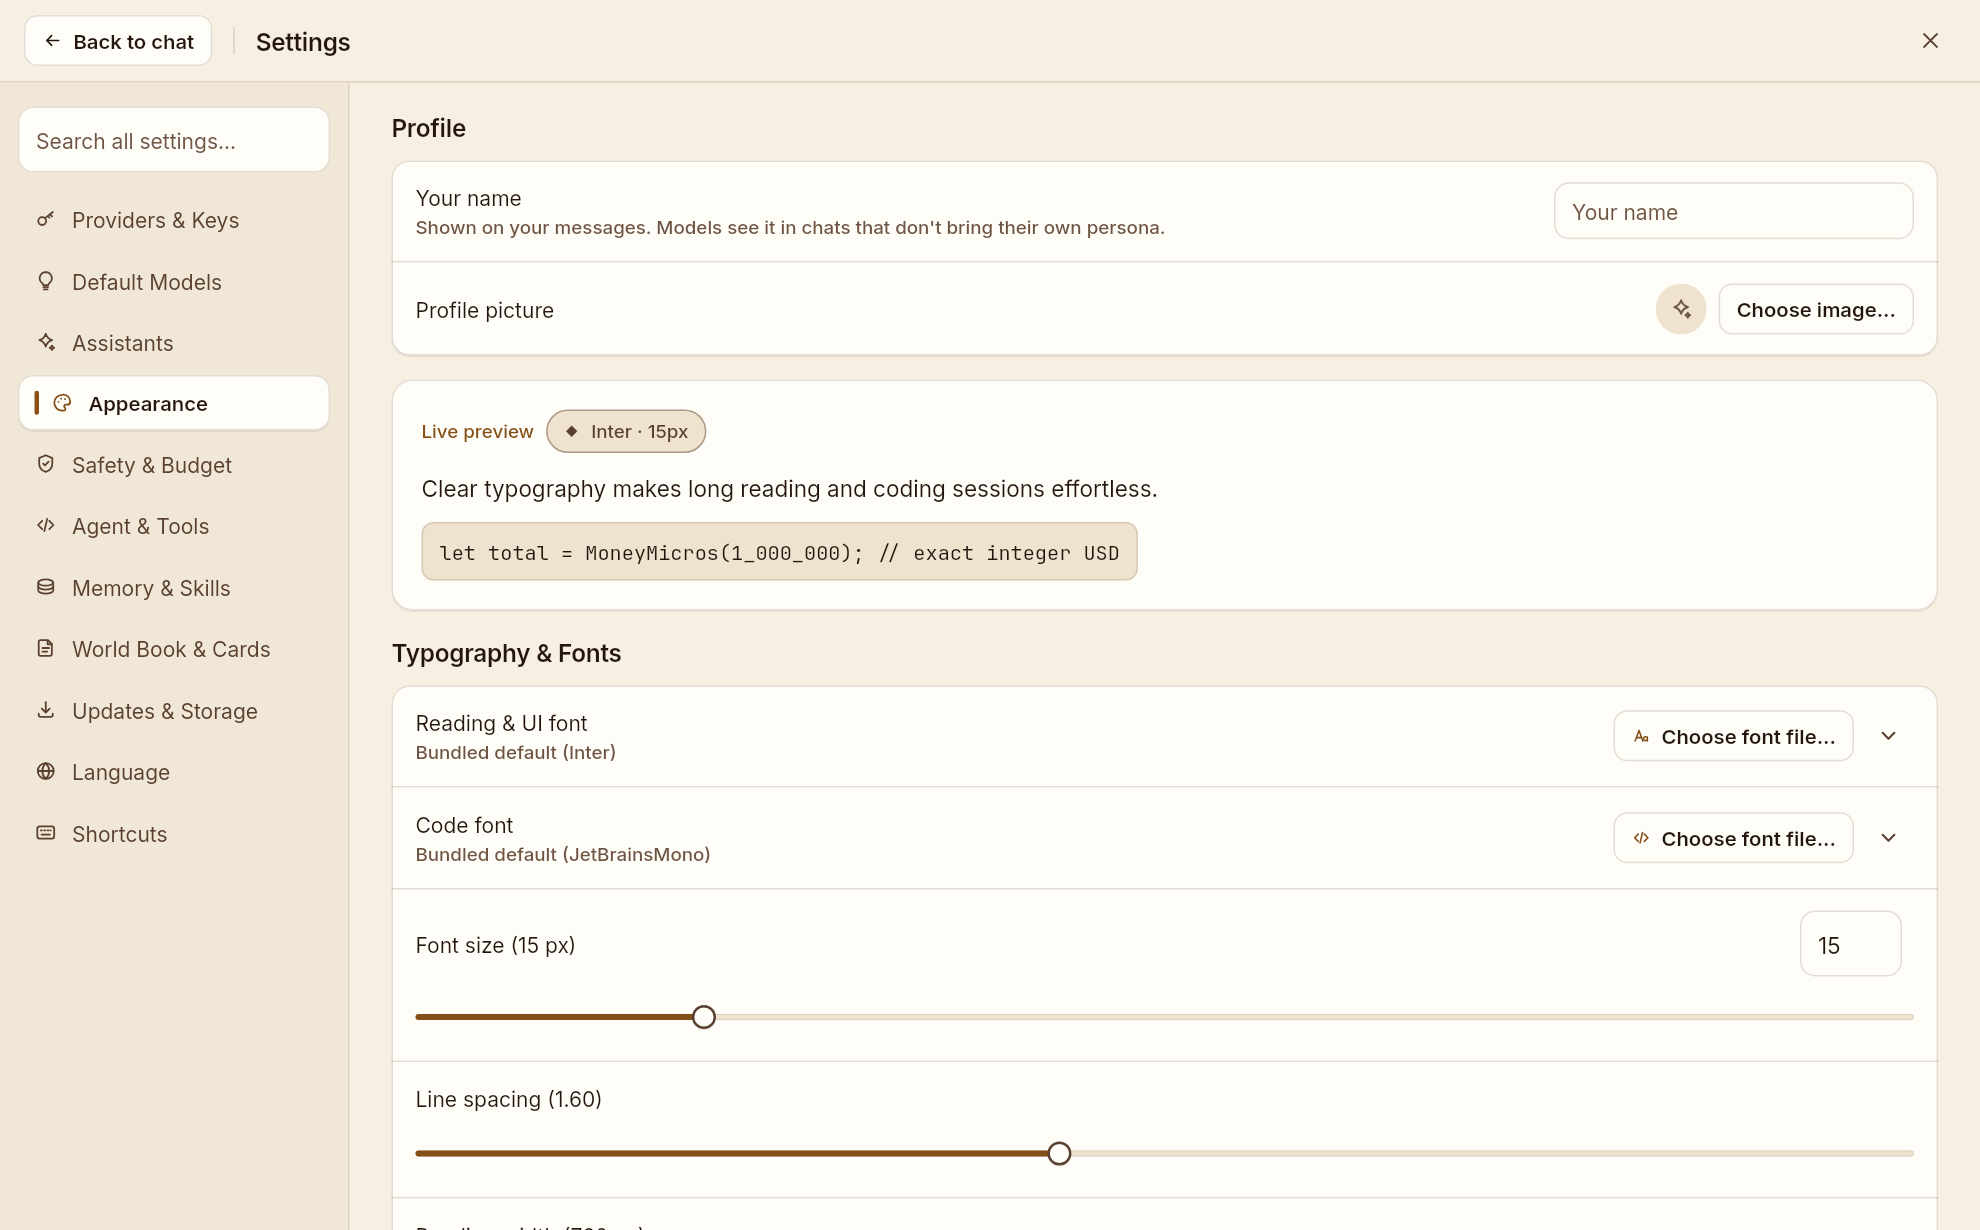 Back to chat
Settings
Search all settings...
Providers & Keys
Default Models
Assistants
Appearance
Safety & Budget
Agent & Tools
Memory & Skills
World Book & Cards
Updates & Storage
Language
Shortcuts
Profile
Your name
Shown on your messages. Models see it in chats that don't bring their own persona.
Your name
Profile picture
Choose image...
Live preview
Inter · 15px
Clear typography makes long reading and coding sessions effortless.
let total = MoneyMicros(1_000_000); // exact integer USD
Typography & Fonts
Reading & UI font
Bundled default (Inter)
Choose font file...
Code font
Bundled default (JetBrainsMono)
Choose font file...
Font size (15 px)
15
Line spacing (1.60)